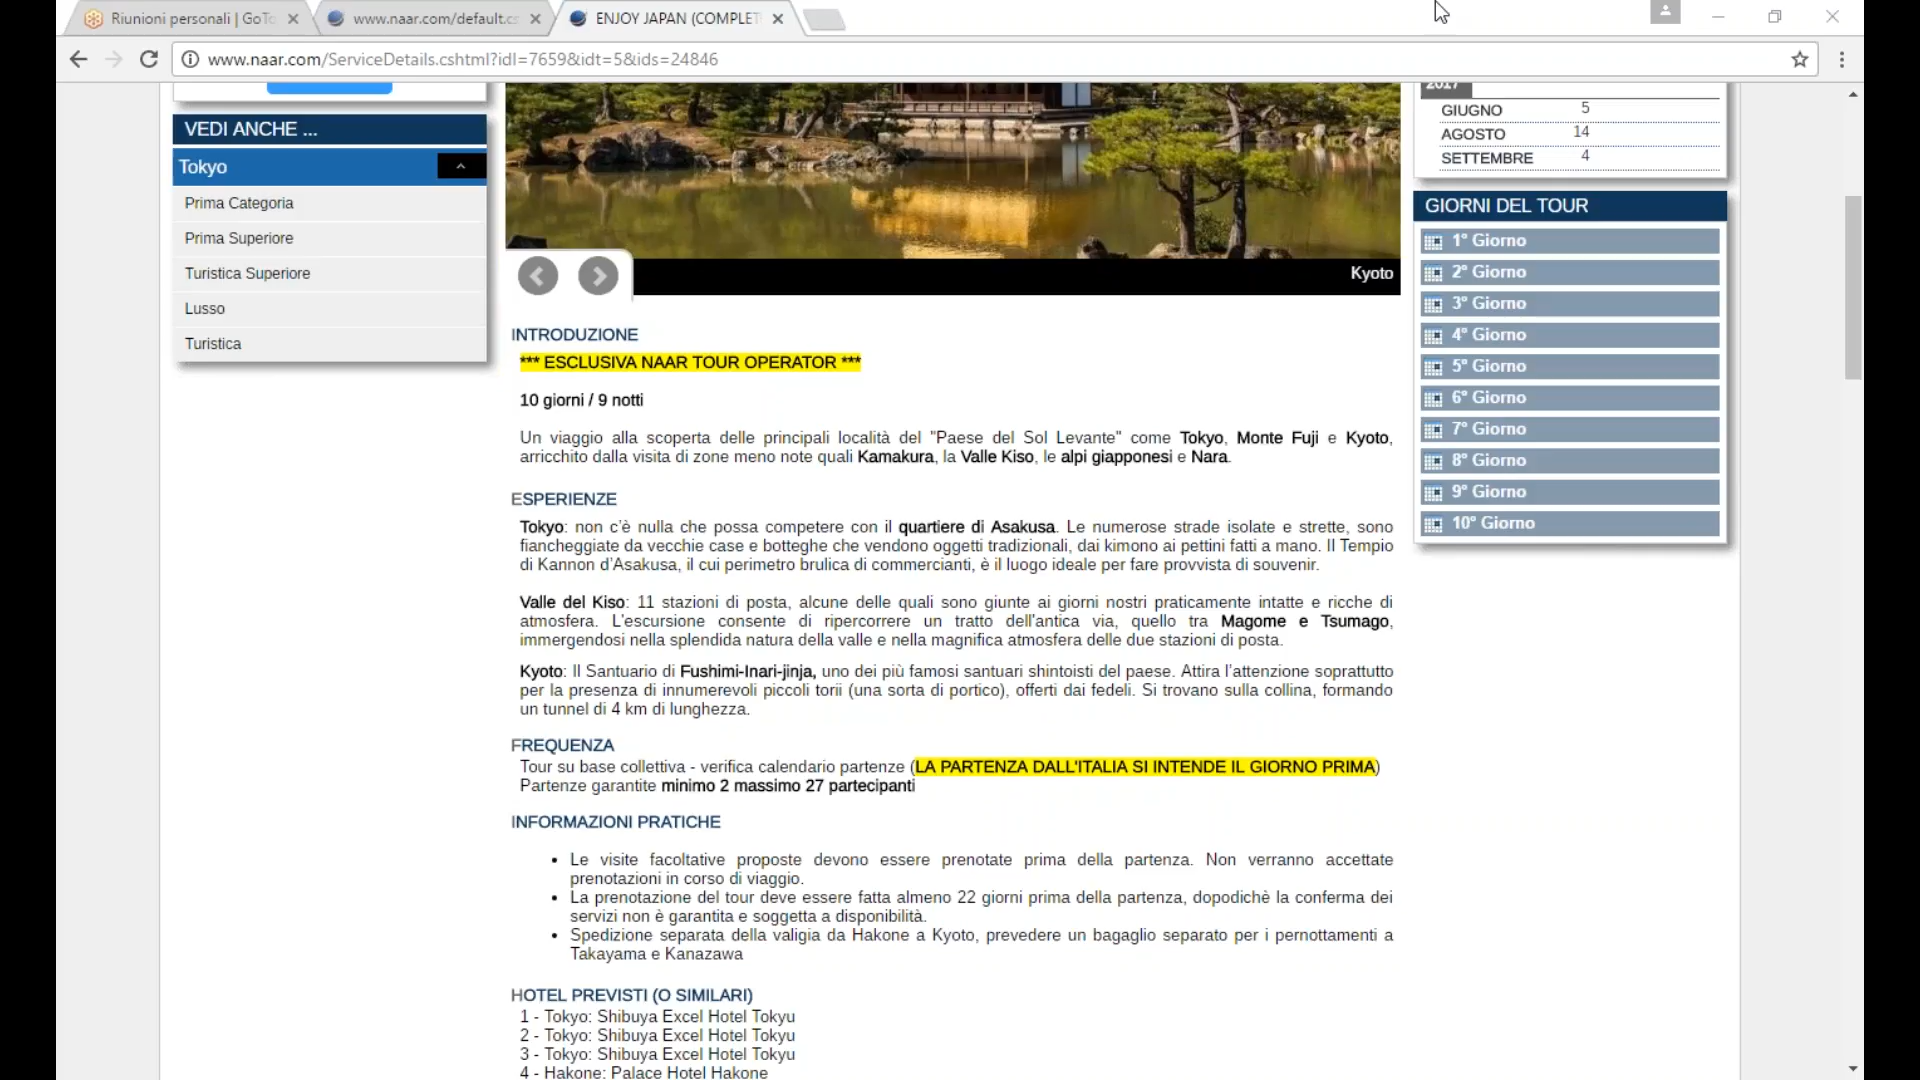 Riunioni personali | GoTo
www.naar.com/default.cs
ENJOY JAPAN (COMPLET
www.naar.com/ServiceDetails.cshtml?idl=7659&idt=5&ids=24846
VEDI ANCHE ...
Tokyo
Prima Categoria
Prima Superiore
Turistica Superiore
Lusso
Turistica
Kyoto
INTRODUZIONE
*** ESCLUSIVA NAAR TOUR OPERATOR ***
10 giorni / 9 notti
Un viaggio alla scoperta delle principali località del "Paese del Sol Levante" come Tokyo, Monte Fuji e Kyoto,
arricchito dalla visita di zone meno note quali Kamakura, la Valle Kiso, le alpi giapponesi e Nara.
ESPERIENZE
Tokyo: non c'è nulla che possa competere con il quartiere di Asakusa. Le numerose strade isolate e strette, sono
fiancheggiate da vecchie case e botteghe che vendono oggetti tradizionali, dai kimono ai pettini fatti a mano. Il Tempio
di Kannon d'Asakusa, il cui perimetro brulica di commercianti, è il luogo ideale per fare provvista di souvenir.
Valle del Kiso: 11 stazioni di posta, alcune delle quali sono giunte ai giorni nostri praticamente intatte e ricche di
atmosfera. L'escursione consente di ripercorrere un tratto dell'antica via, quello tra Magome e Tsumago,
immergendosi nella splendida natura della valle e nella magnifica atmosfera delle due stazioni di posta.
Kyoto: Il Santuario di Fushimi-Inari-jinja, uno dei più famosi santuari shintoisti del paese. Attira l'attenzione soprattutto
per la presenza di innumerevoli piccoli torii (una sorta di portico), offerti dai fedeli. Si trovano sulla collina, formando
un tunnel di 4 km di lunghezza.
FREQUENZA
Tour su base collettiva - verifica calendario partenze (LA PARTENZA DALL'ITALIA SI INTENDE IL GIORNO PRIMA)
Partenze garantite minimo 2 massimo 27 partecipanti
INFORMAZIONI PRATICHE
• Le visite facoltative proposte devono essere prenotate prima della partenza. Non verranno accettate
prenotazioni in corso di viaggio.
• La prenotazione del tour deve essere fatta almeno 22 giorni prima della partenza, dopodichè la conferma dei
servizi non è garantita e soggetta a disponibilità.
• Spedizione separata della valigia da Hakone a Kyoto, prevedere un bagaglio separato per i pernottamenti a
Takayama e Kanazawa
HOTEL PREVISTI (O SIMILARI)
1 - Tokyo: Shibuya Excel Hotel Tokyu
2 - Tokyo: Shibuya Excel Hotel Tokyu
3 - Tokyo: Shibuya Excel Hotel Tokyu
4 - Hakone: Palace Hotel Hakone
2017
GIUGNO 5
AGOSTO 14
SETTEMBRE 4
GIORNI DEL TOUR
1° Giorno
2° Giorno
3° Giorno
4° Giorno
5° Giorno
6° Giorno
7° Giorno
8° Giorno
9° Giorno
10° Giorno